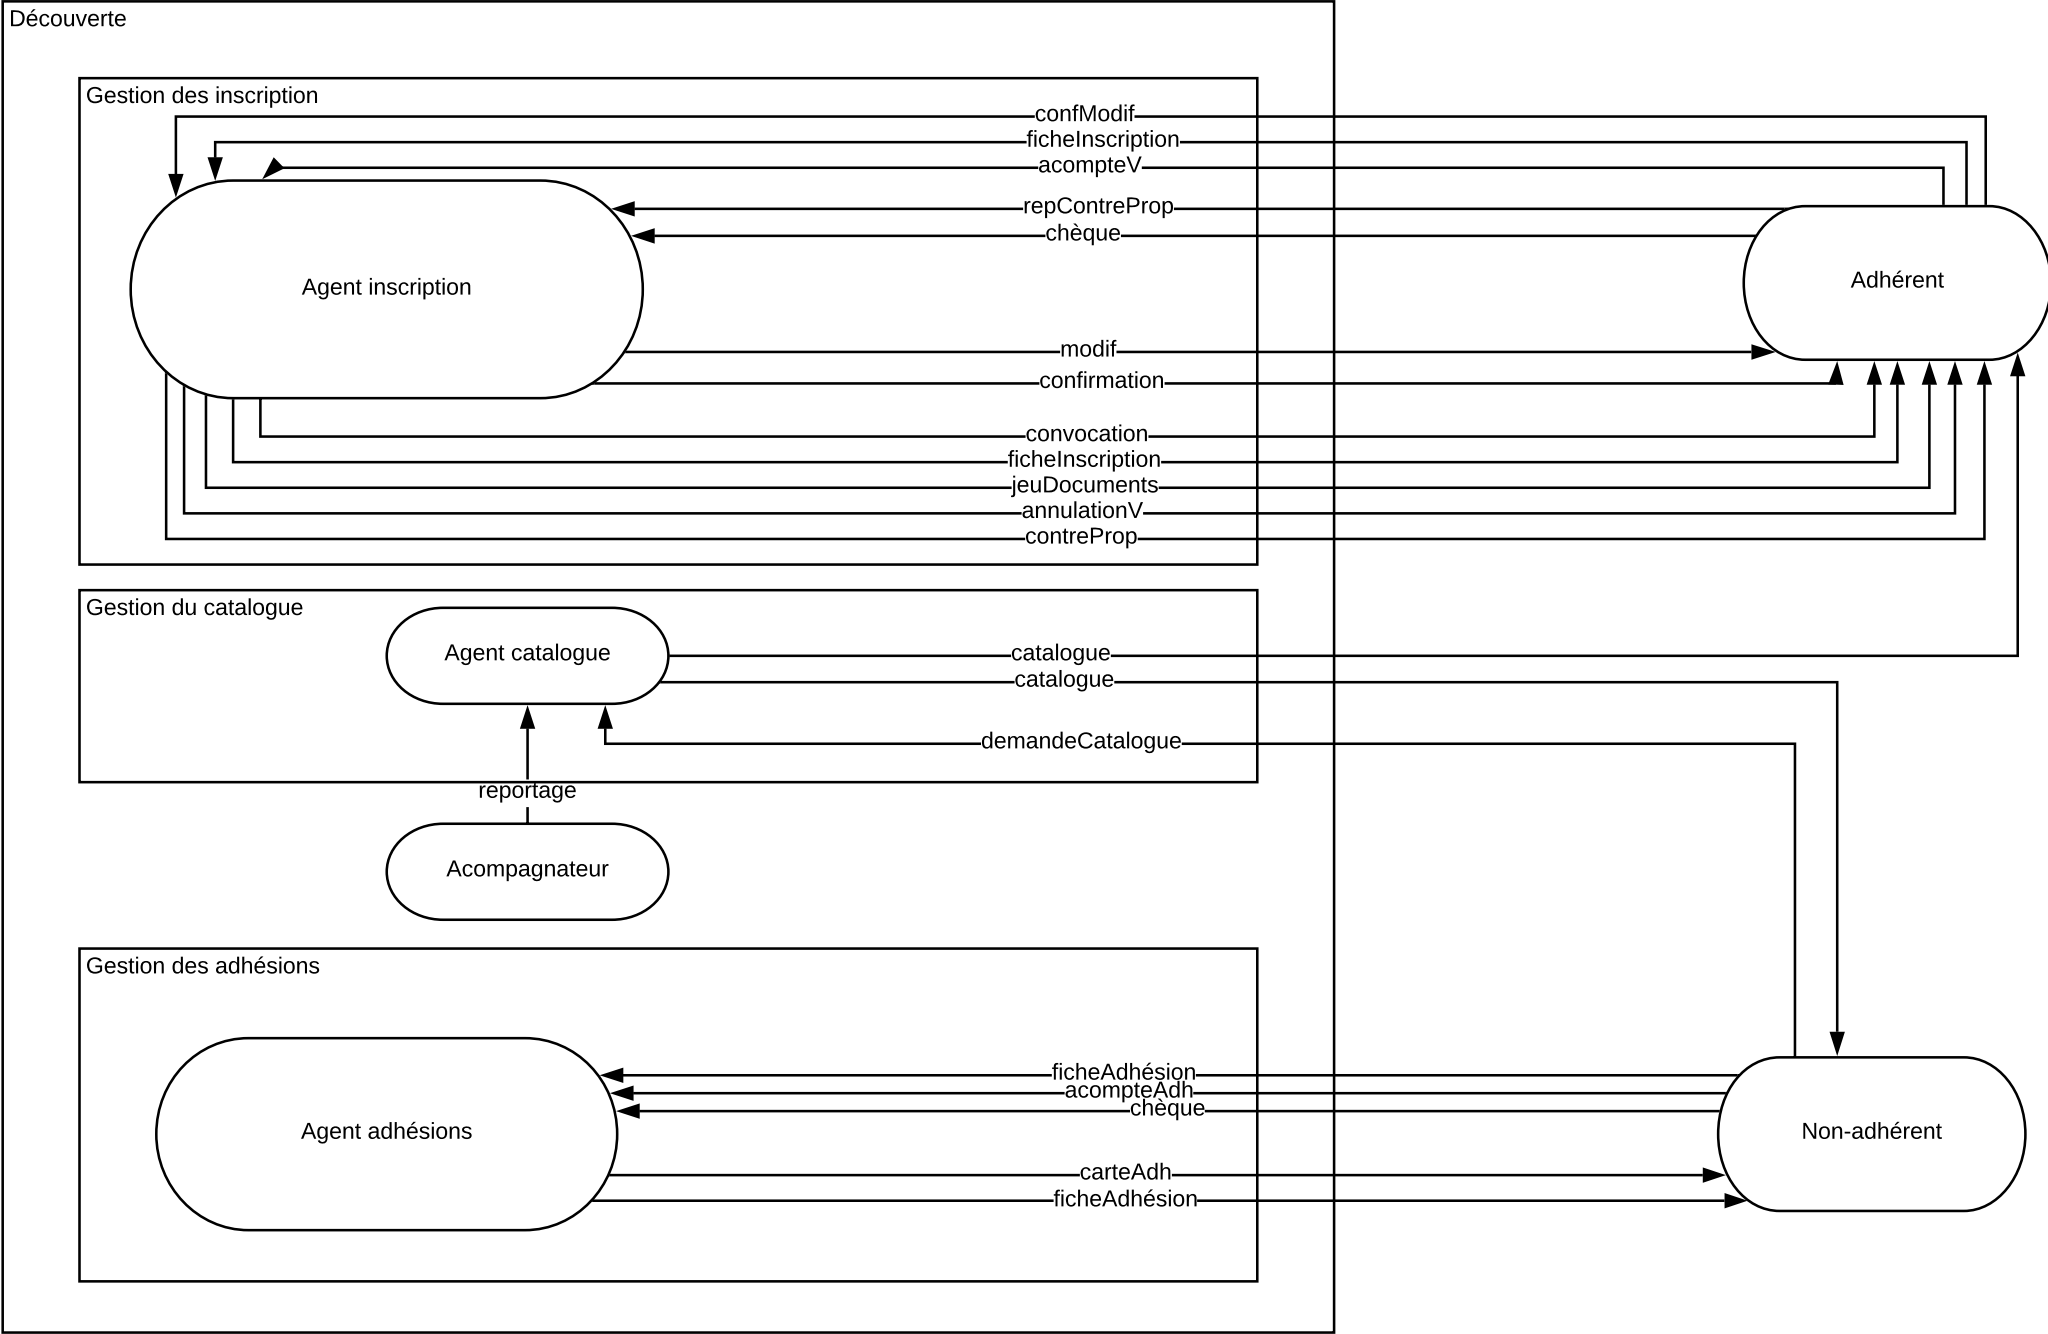 Découverte
Gestion des inscription
confModif
ficheInscription
acompteV
repContreProp
chèque
Agent inscription
Adhérent
modif
confirmation
convocation
ficheInscription
jeuDocuments
annulationV
contreProp
Gestion du catalogue
Agent catalogue
catalogue
catalogue
demandeCatalogue
reportage
Acompagnateur
Gestion des adhésions
ficheAdhésion
acompteAdh
chèque
Agent adhésions
Non-adhérent
carteAdh
ficheAdhésion